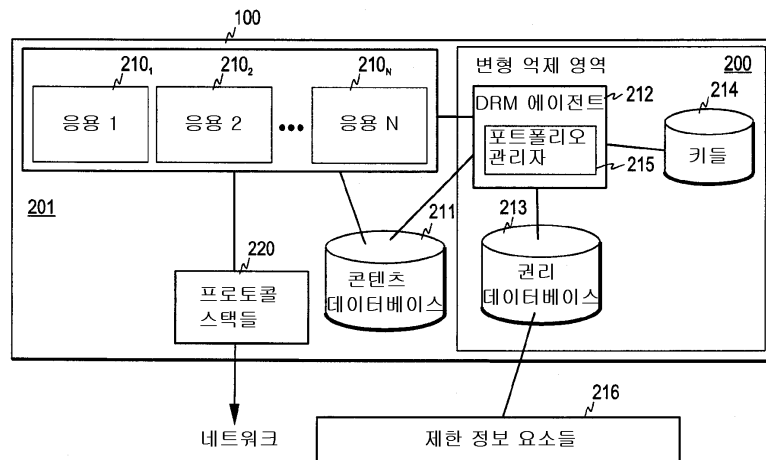 100
210₁
210₂
210N
응용 1
응용 2
•••
응용 N
변형 억제 영역
200
DRM 에이전트
212
포트폴리오
관리자
215
214
키들
201
220
프로토콜
스택들
211
콘텐츠
데이터베이스
213
권리
데이터베이스
네트워크
216
제한 정보 요소들